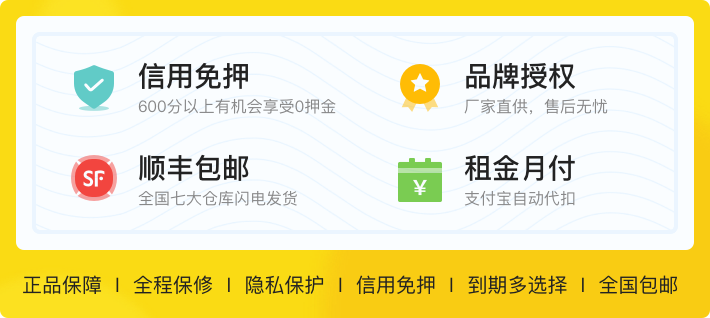 信用免押
600分以上有机会享受0押金
品牌授权
厂家直供，售后无忧
SF
顺丰包邮
全国七大仓库闪电发货
¥
租金月付
支付宝自动代扣
正品保障 | 全程保修 | 隐私保护 | 信用免押 | 到期多选择 | 全国包邮